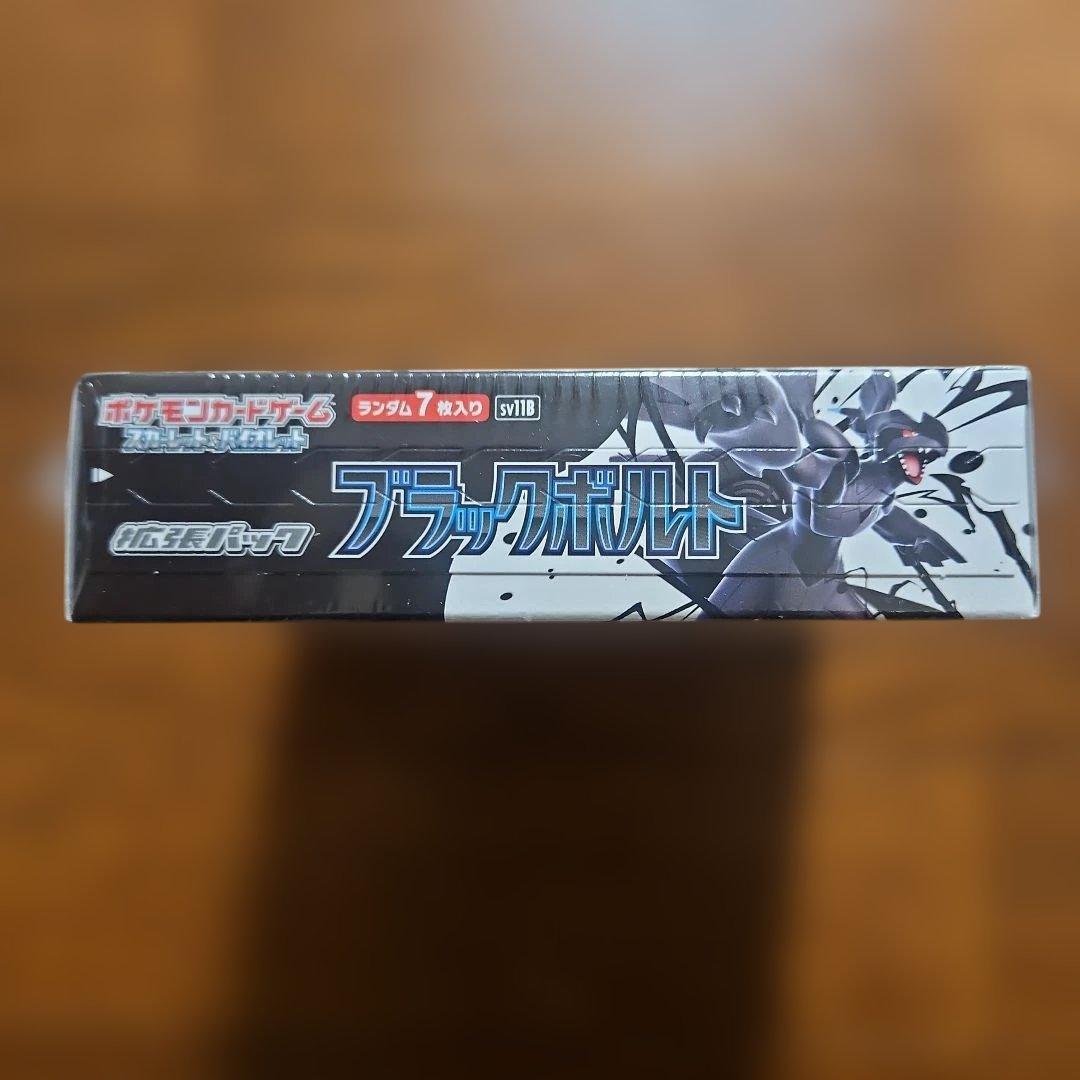 ポケモンカードゲーム ランダム7枚入り sv11B
スカーレット&バイオレット
拡張パック ブラックボルト